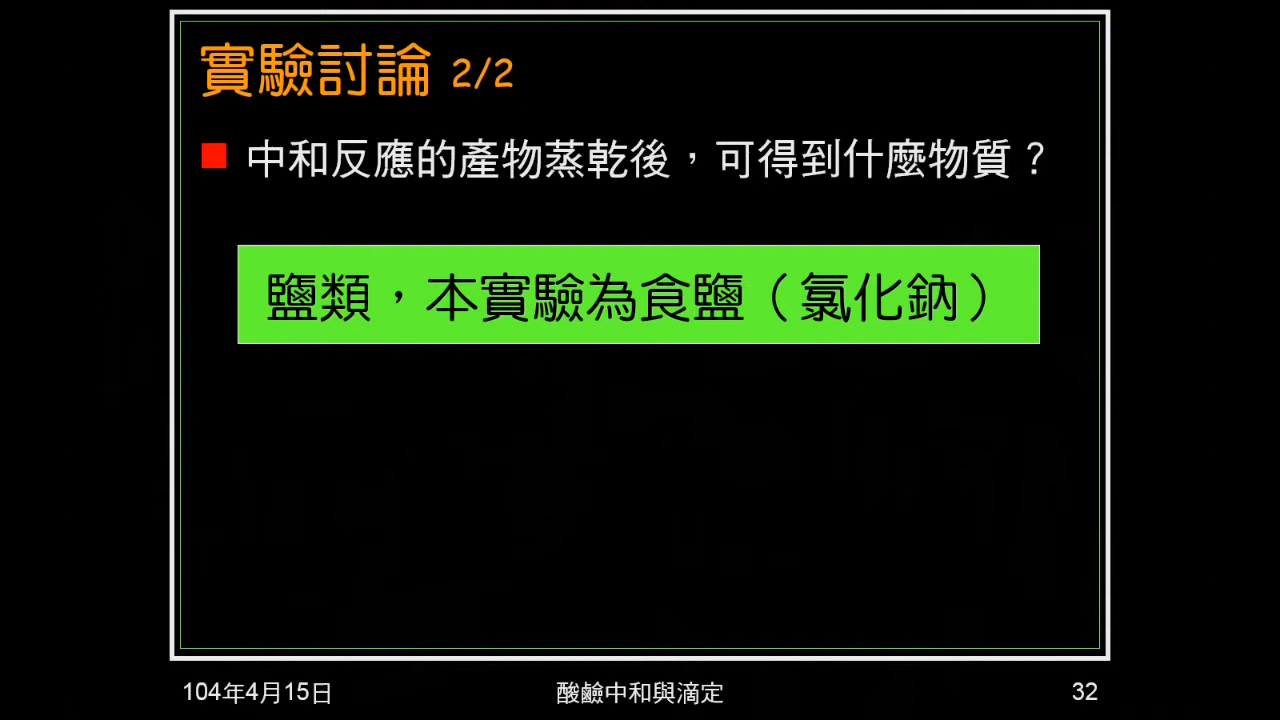 實驗討論 2/2
中和反應的產物蒸乾後，可得到什麼物質？
鹽類，本實驗為食鹽（氯化鈉）
104年4月15日
酸鹼中和與滴定
32